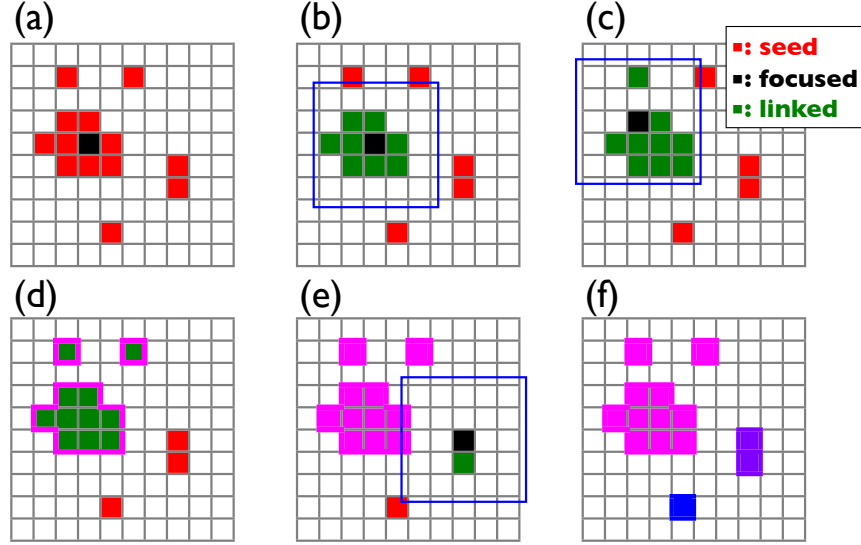 (a)
(b)
(c)
: seed
: focused
: linked
(d)
(e)
(f)